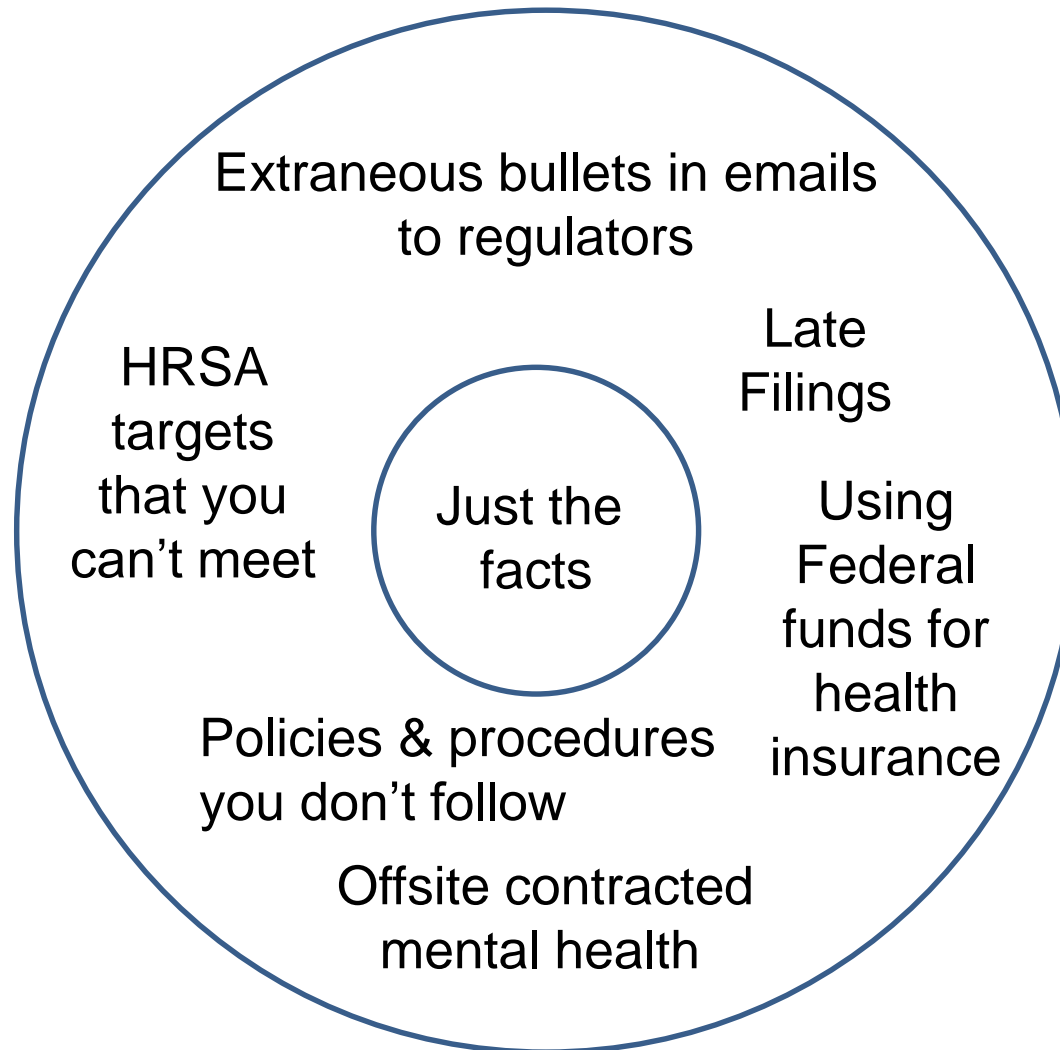 Extraneous bullets in emails
to regulators
Late
Filings
HRSA
targets
that you
can’t meet
Just the
facts
Using
Federal
funds for
health
insurance
Policies & procedures
you don’t follow
Offsite contracted
mental health